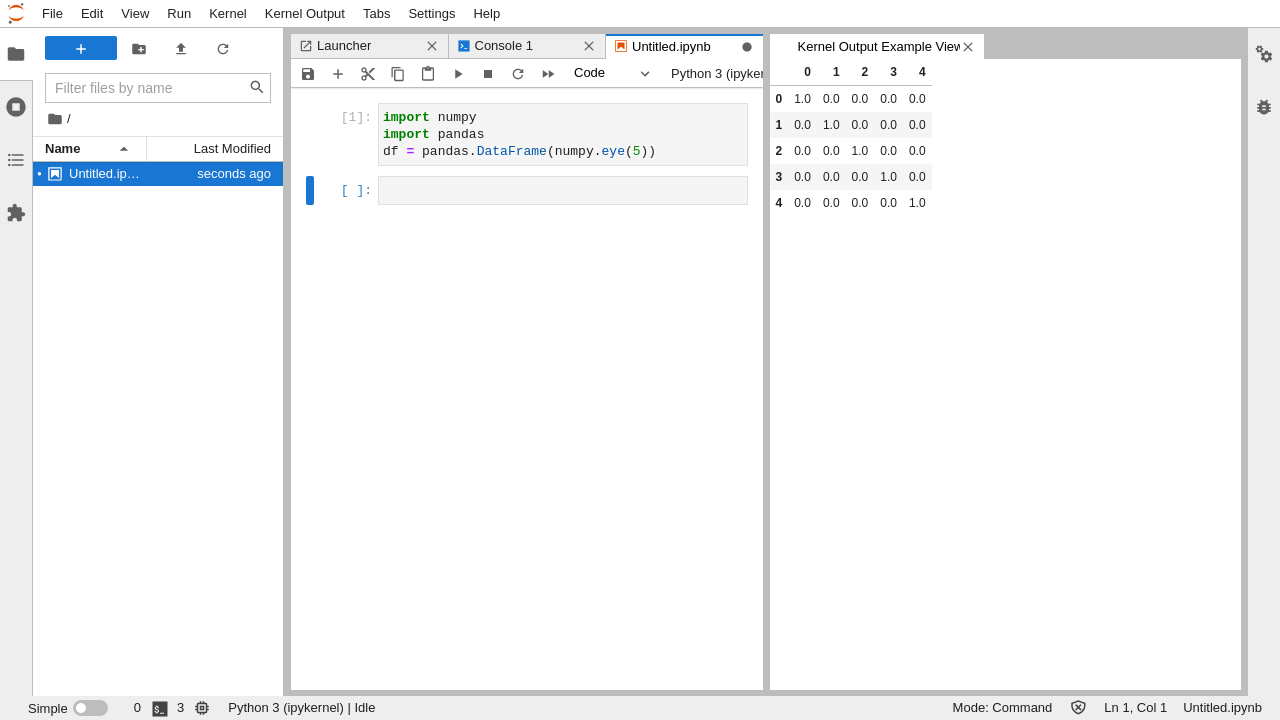 File Edit View Run Kernel Kernel Output Tabs Settings Help
Filter files by name
/
Name Last Modified
Untitled.ip… seconds ago
Launcher
Console 1
Untitled.ipynb
Code
Python 3 (ipyker
[1]:
import numpy
import pandas
df = pandas.DataFrame(numpy.eye(5))
[ ]:
Kernel Output Example View
0 1 2 3 4
0 1.0 0.0 0.0 0.0 0.0
1 0.0 1.0 0.0 0.0 0.0
2 0.0 0.0 1.0 0.0 0.0
3 0.0 0.0 0.0 1.0 0.0
4 0.0 0.0 0.0 0.0 1.0
Simple 0 3 Python 3 (ipykernel) | Idle Mode: Command Ln 1, Col 1 Untitled.ipynb